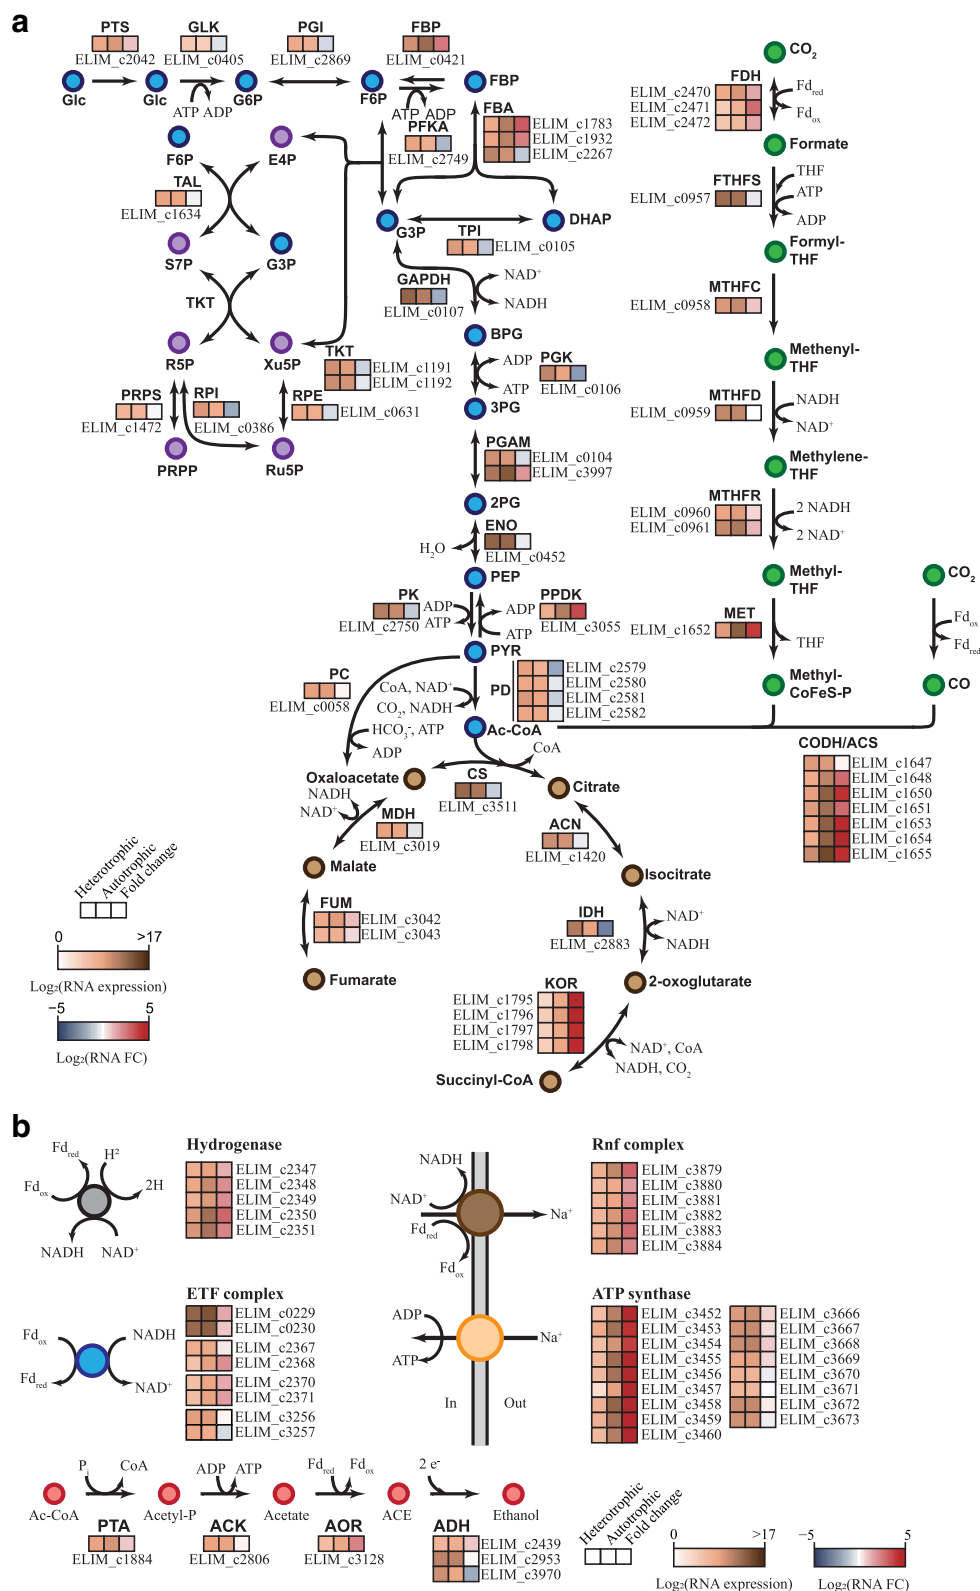 a
PTS
ELIM_c2042
GLK
ELIM_c0405
PGI
ELIM_c2869
FBP
ELIM_c0421
Glc
Glc
G6P
F6P
FBP
ATP ADP
ATP ADP
PFKA
ELIM_c2749
FBA
ELIM_c1783
ELIM_c1932
ELIM_c2267
F6P
E4P
TAL
ELIM_c1634
S7P
G3P
TKT
R5P
Xu5P
G3P
DHAP
TPI
ELIM_c0105
GAPDH
ELIM_c0107
NAD⁺
NADH
BPG
TKT
ELIM_c1191
ELIM_c1192
PRPS
ELIM_c1472
RPI
ELIM_c0386
RPE
ELIM_c0631
PRPP
Ru5P
ADP
ATP
PGK
ELIM_c0106
3PG
PGAM
ELIM_c0104
ELIM_c3997
2PG
H₂O
ENO
ELIM_c0452
PEP
PK
ELIM_c2750
ADP
ATP
ADP
ATP
PPDK
ELIM_c3055
PYR
PC
ELIM_c0058
CoA, NAD⁺
CO₂, NADH
PD
ELIM_c2579
ELIM_c2580
ELIM_c2581
ELIM_c2582
HCO₃⁻, ATP
ADP
Ac-CoA
CoA
Oxaloacetate
CS
ELIM_c3511
Citrate
NADH
NAD⁺
MDH
ELIM_c3019
ACN
ELIM_c1420
Malate
Isocitrate
FUM
ELIM_c3042
ELIM_c3043
IDH
ELIM_c2883
NAD⁺
NADH
Fumarate
2-oxoglutarate
KOR
ELIM_c1795
ELIM_c1796
ELIM_c1797
ELIM_c1798
NAD⁺, CoA
NADH, CO₂
Succinyl-CoA
CO₂
FDH
ELIM_c2470
ELIM_c2471
ELIM_c2472
Fd_red
Fd_ox
Formate
FTHFS
ELIM_c0957
THF
ATP
ADP
Formyl-
THF
MTHFC
ELIM_c0958
Methenyl-
THF
MTHFD
ELIM_c0959
NADH
NAD⁺
Methylene-
THF
MTHFR
ELIM_c0960
ELIM_c0961
2 NADH
2 NAD⁺
Methyl-
THF
CO₂
MET
ELIM_c1652
THF
Fd_ox
Fd_red
Methyl-
CoFeS-P
CO
CODH/ACS
ELIM_c1647
ELIM_c1648
ELIM_c1650
ELIM_c1651
ELIM_c1653
ELIM_c1654
ELIM_c1655
Heterotrophic
Autotrophic
Fold change
0 >17
Log₂(RNA expression)
−5 5
Log₂(RNA FC)
b
Hydrogenase
Fd_red
H²
Fd_ox
2H
NADH
NAD⁺
ELIM_c2347
ELIM_c2348
ELIM_c2349
ELIM_c2350
ELIM_c2351
ETF complex
Fd_ox
NADH
Fd_red
NAD⁺
ELIM_c0229
ELIM_c0230
ELIM_c2367
ELIM_c2368
ELIM_c2370
ELIM_c2371
ELIM_c3256
ELIM_c3257
NADH
NAD⁺
Fd_red
Fd_ox
Na⁺
ADP
ATP
Na⁺
In
Out
Rnf complex
ELIM_c3879
ELIM_c3880
ELIM_c3881
ELIM_c3882
ELIM_c3883
ELIM_c3884
ATP synthase
ELIM_c3452
ELIM_c3453
ELIM_c3454
ELIM_c3455
ELIM_c3456
ELIM_c3457
ELIM_c3458
ELIM_c3459
ELIM_c3460
ELIM_c3666
ELIM_c3667
ELIM_c3668
ELIM_c3669
ELIM_c3670
ELIM_c3671
ELIM_c3672
ELIM_c3673
P_i
CoA
ADP
ATP
Fd_red
Fd_ox
2 e⁻
Ac-CoA
Acetyl-P
Acetate
ACE
Ethanol
PTA
ELIM_c1884
ACK
ELIM_c2806
AOR
ELIM_c3128
ADH
ELIM_c2439
ELIM_c2953
ELIM_c3970
Heterotrophic
Autotrophic
Fold change
0 >17
Log₂(RNA expression)
−5 5
Log₂(RNA FC)